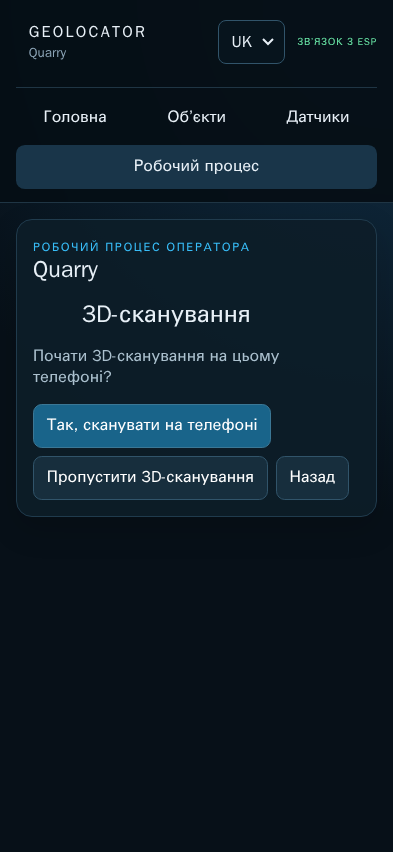 GEOLOCATOR
Quarry
UK
ЗВ'ЯЗОК З ESP
Головна
Об'єкти
Датчики
Робочий процес
РОБОЧИЙ ПРОЦЕС ОПЕРАТОРА
Quarry
3D-сканування
Почати 3D-сканування на цьому
телефоні?
Так, сканувати на телефоні
Пропустити 3D-сканування
Назад